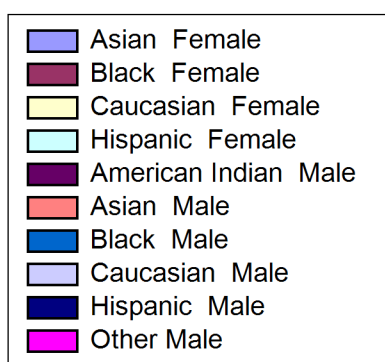 Asian Female
Black Female
Caucasian Female
Hispanic Female
American Indian Male
Asian Male
Black Male
Caucasian Male
Hispanic Male
Other Male